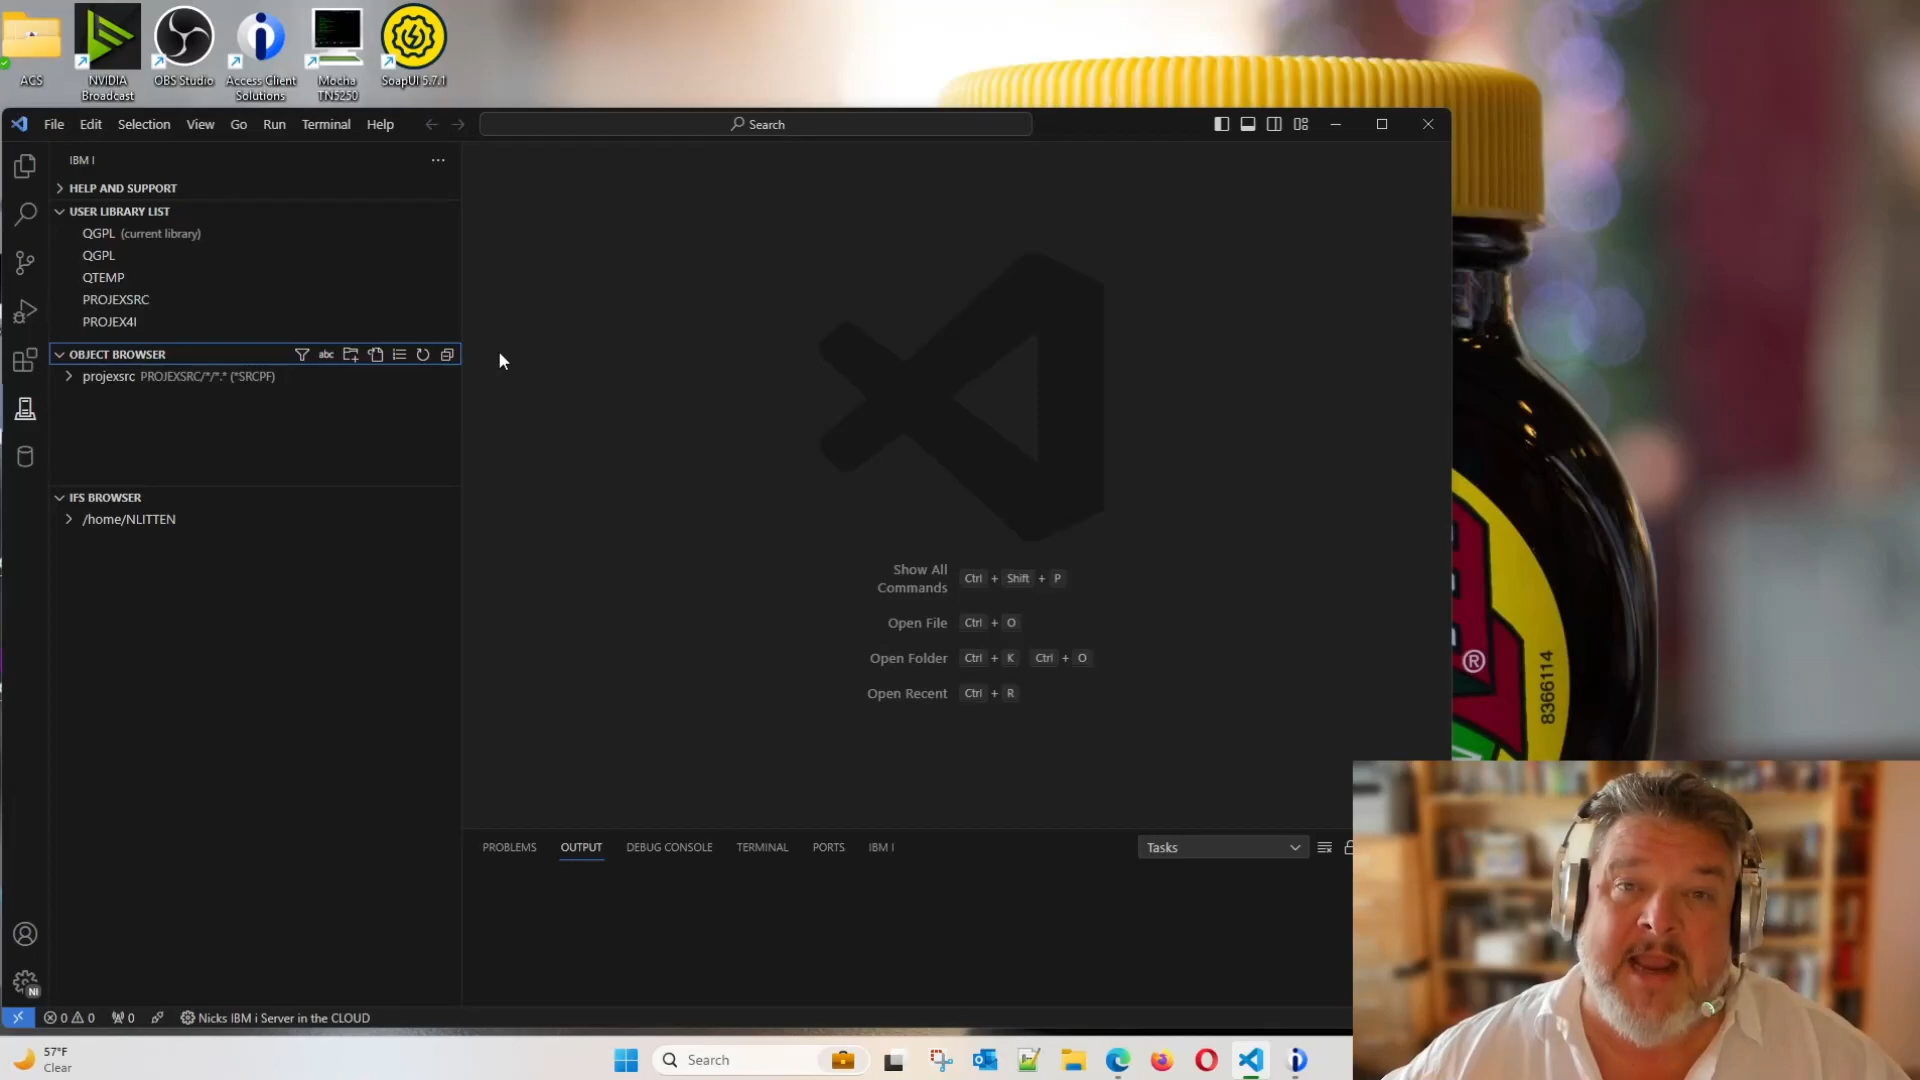 ACS
NVIDIA Broadcast
OBS Studio
Access Client Solutions
Mocha TN5250
SoapUI 5.7.1
File Edit Selection View Go Run Terminal Help
Search
IBM I
HELP AND SUPPORT
USER LIBRARY LIST
QGPL (current library)
QGPL
QTEMP
PROJEXSRC
PROJEX4I
OBJECT BROWSER
abc
projexsrc PROJEXSRC/*/*.* (*SRCPF)
IFS BROWSER
/home/NLITTEN
Show All Commands Ctrl + Shift + P
Open File Ctrl + O
Open Folder Ctrl + K Ctrl + O
Open Recent Ctrl + R
®
8366114
PROBLEMS OUTPUT DEBUG CONSOLE TERMINAL PORTS IBM I
Tasks
NI
0 0 0 Nicks IBM i Server in the CLOUD
57°F
Clear
Search